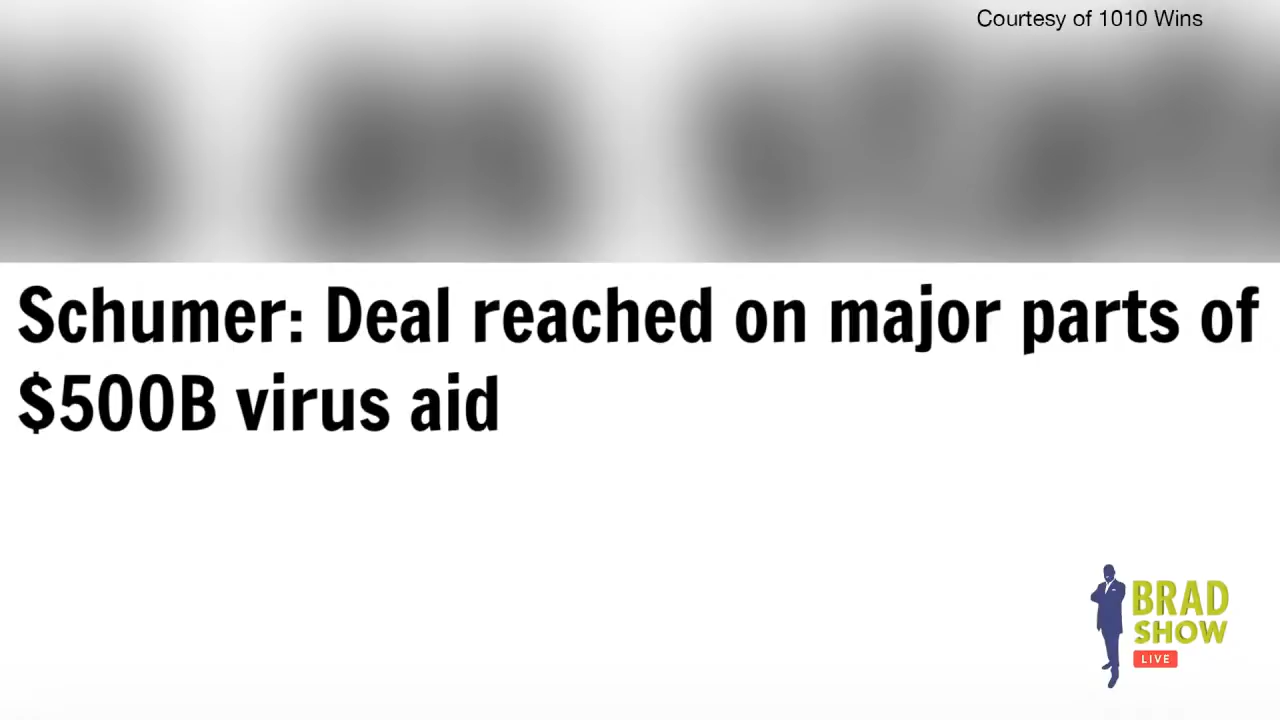 Courtesy of 1010 Wins
Schumer: Deal reached on major parts of
$500B virus aid
BRAD
SHOW
LIVE